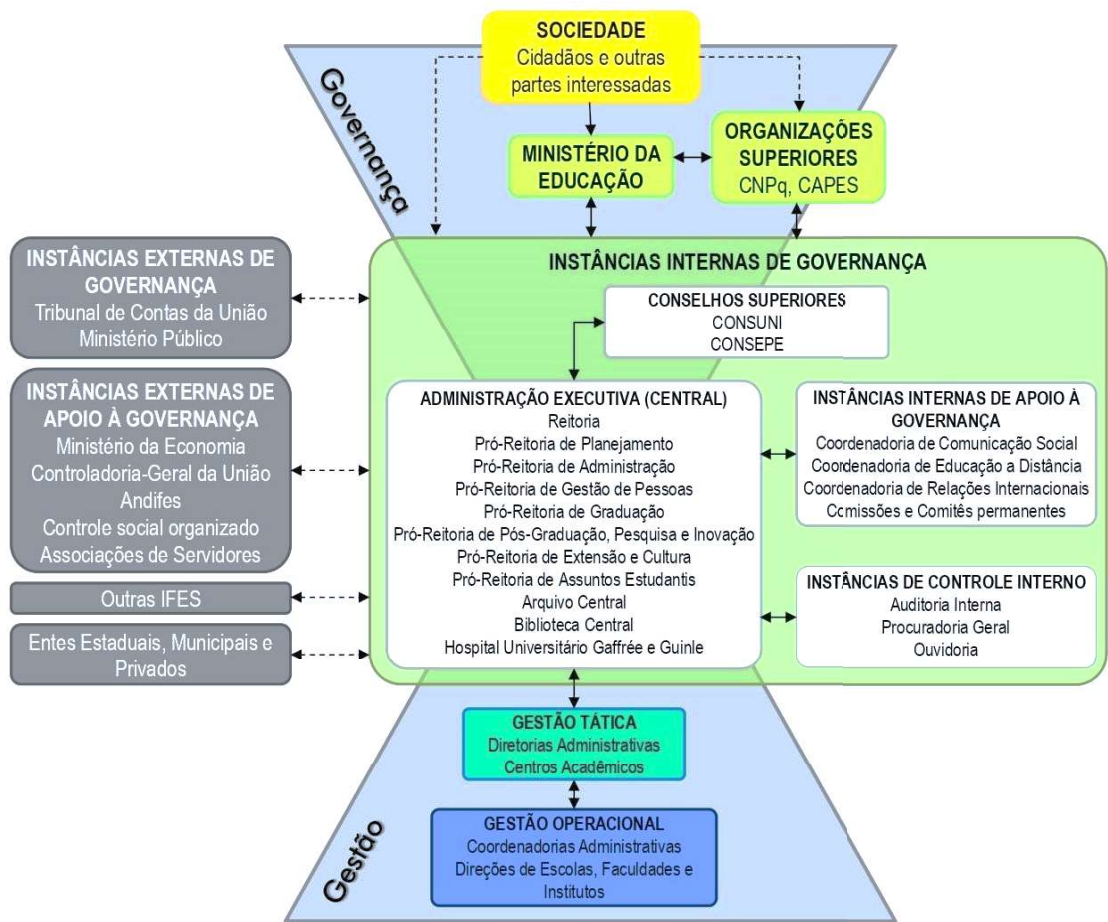 SOCIEDADE
Cidadãos e outras
partes interessadas
Governança
MINISTÉRIO DA
EDUCAÇÃO
ORGANIZAÇÕES
SUPERIORES
CNPq, CAPES
INSTÂNCIAS EXTERNAS DE
GOVERNANÇA
Tribunal de Contas da União
Ministério Público
INSTÂNCIAS EXTERNAS DE
APOIO À GOVERNANÇA
Ministério da Economia
Controladoria-Geral da União
Andifes
Controle social organizado
Associações de Servidores
Outras IFES
Entes Estaduais, Municipais e
Privados
INSTÂNCIAS INTERNAS DE GOVERNANÇA
CONSELHOS SUPERIORES
CONSUNI
CONSEPE
ADMINISTRAÇÃO EXECUTIVA (CENTRAL)
Reitoria
Pró-Reitoria de Planejamento
Pró-Reitoria de Administração
Pró-Reitoria de Gestão de Pessoas
Pró-Reitoria de Graduação
Pró-Reitoria de Pós-Graduação, Pesquisa e Inovação
Pró-Reitoria de Extensão e Cultura
Pró-Reitoria de Assuntos Estudantis
Arquivo Central
Biblioteca Central
Hospital Universitário Gaffrée e Guinle
INSTÂNCIAS INTERNAS DE APOIO À
GOVERNANÇA
Coordenadoria de Comunicação Social
Coordenadoria de Educação a Distância
Coordenadoria de Relações Internacionais
Comissões e Comitês permanentes
INSTÂNCIAS DE CONTROLE INTERNO
Auditoria Interna
Procuradoria Geral
Ouvidoria
GESTÃO TÁTICA
Diretorias Administrativas
Centros Acadêmicos
Gestão
GESTÃO OPERACIONAL
Coordenadorias Administrativas
Direções de Escolas, Faculdades e
Institutos